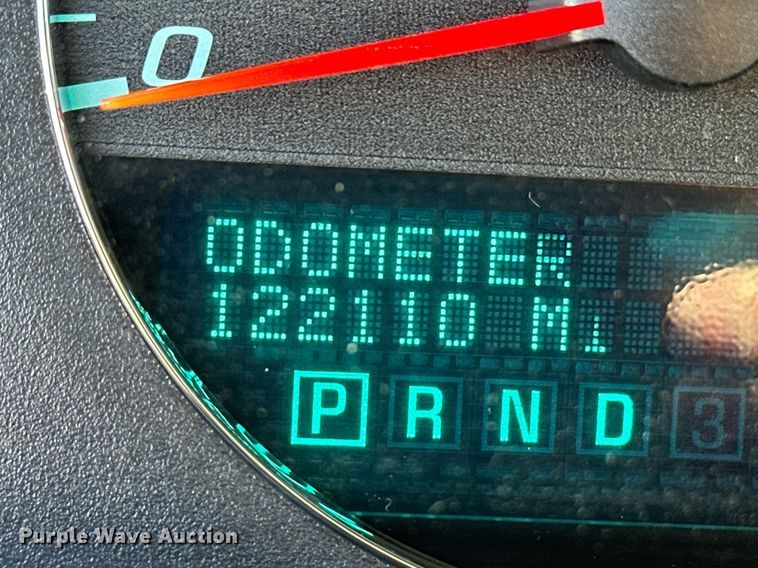 0
ODOMETER
122110 Mi
P R N D 3
Purple Wave Auction